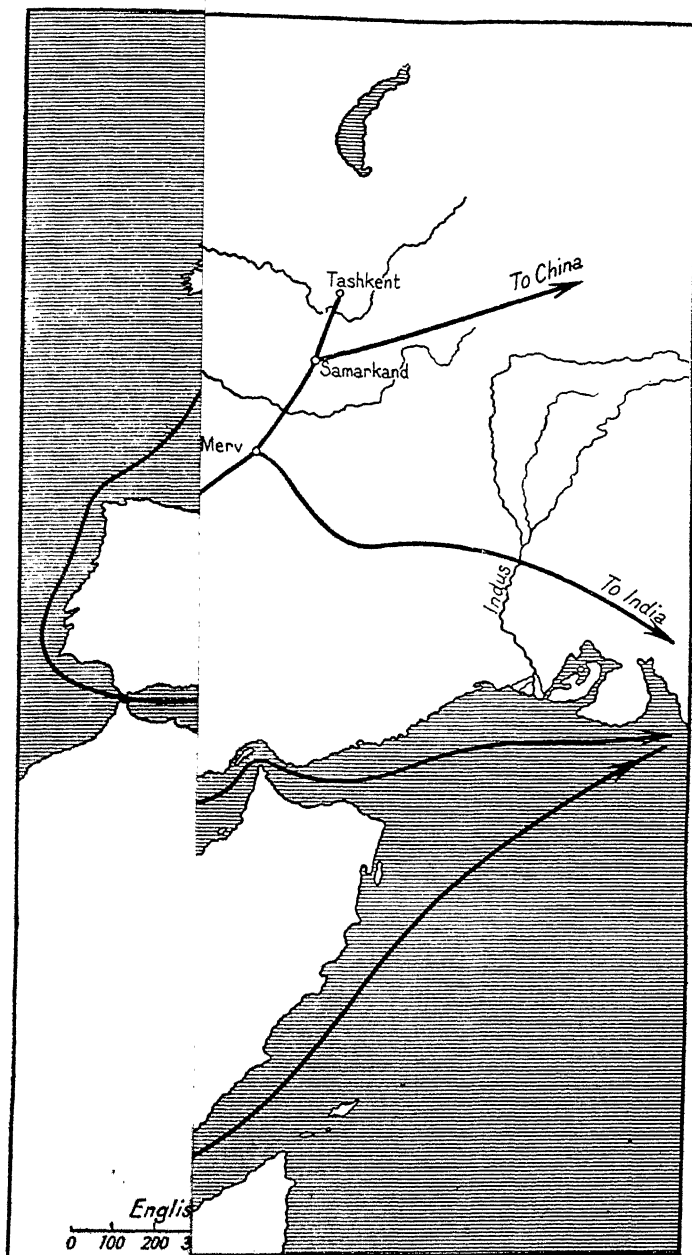 Tashkent
To China
Samarkand
Merv
Indus
To India
Englis
0 100 200 3